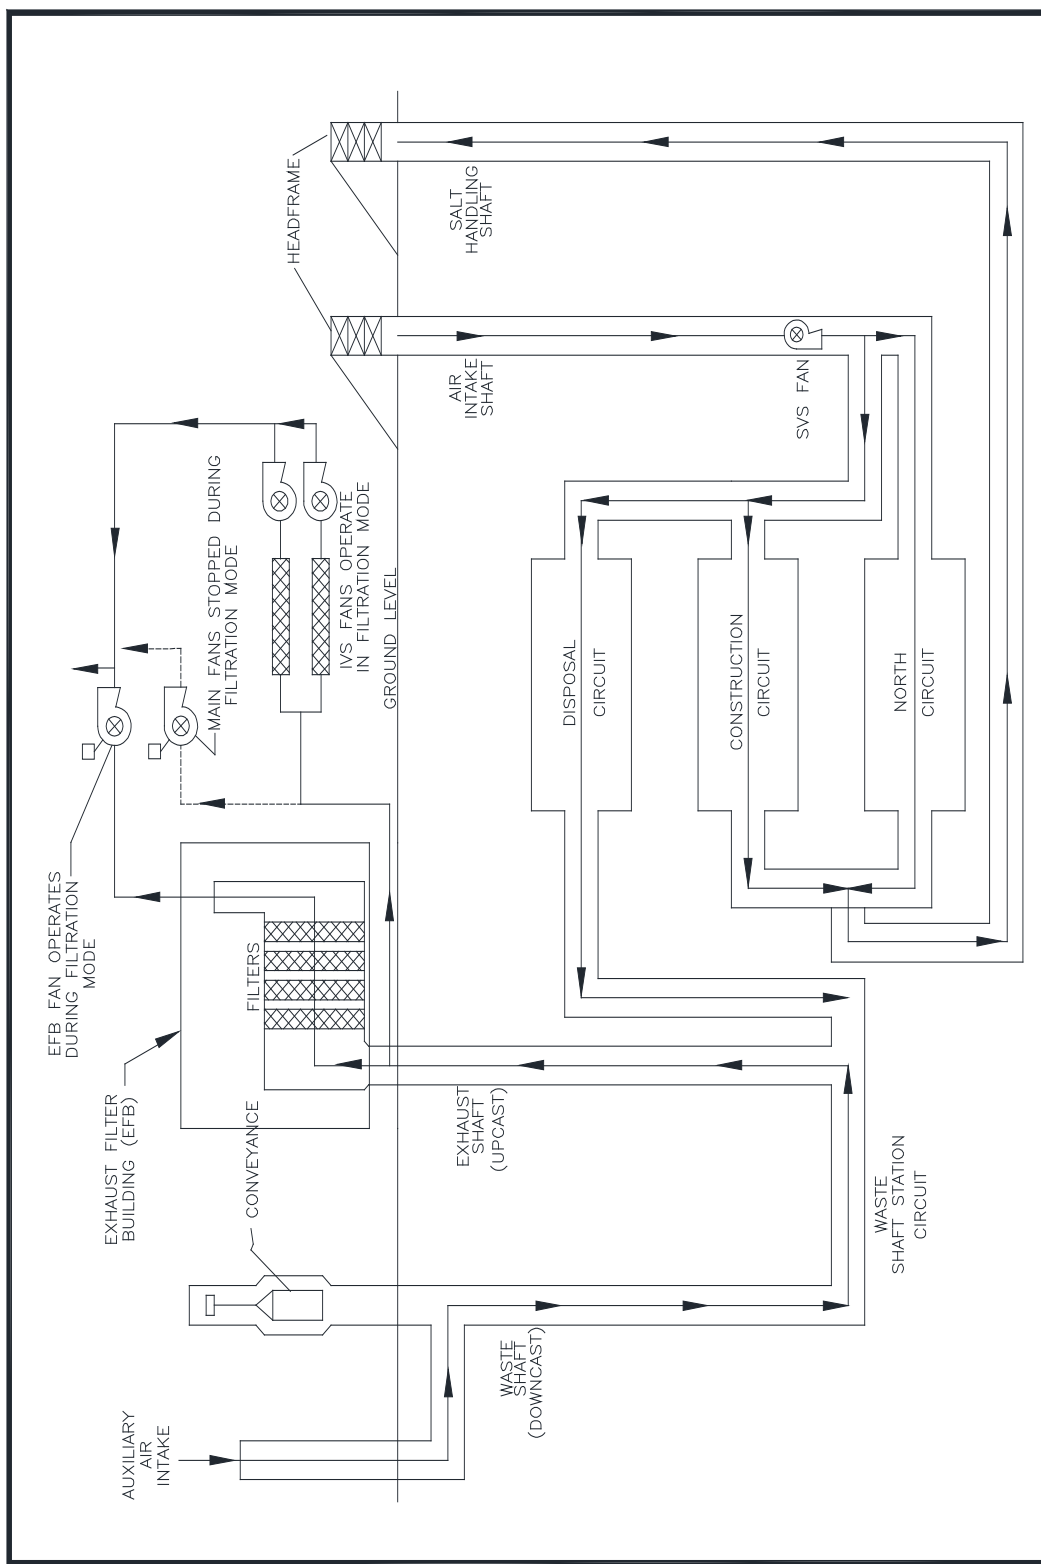 HEADFRAME
SALT
HANDLING
SHAFT
AIR
INTAKE
SHAFT
SVS FAN
MAIN FANS STOPPED DURING
FILTRATION MODE
IVS FANS OPERATE
IN FILTRATION MODE
GROUND LEVEL
EFB FAN OPERATES
DURING FILTRATION
MODE
DISPOSAL
CIRCUIT
CONSTRUCTION
CIRCUIT
NORTH
CIRCUIT
FILTERS
EXHAUST FILTER
BUILDING (EFB)
CONVEYANCE
EXHAUST
SHAFT
(UPCAST)
WASTE
SHAFT STATION
CIRCUIT
AUXILIARY
AIR
INTAKE
WASTE
SHAFT
(DOWNCAST)